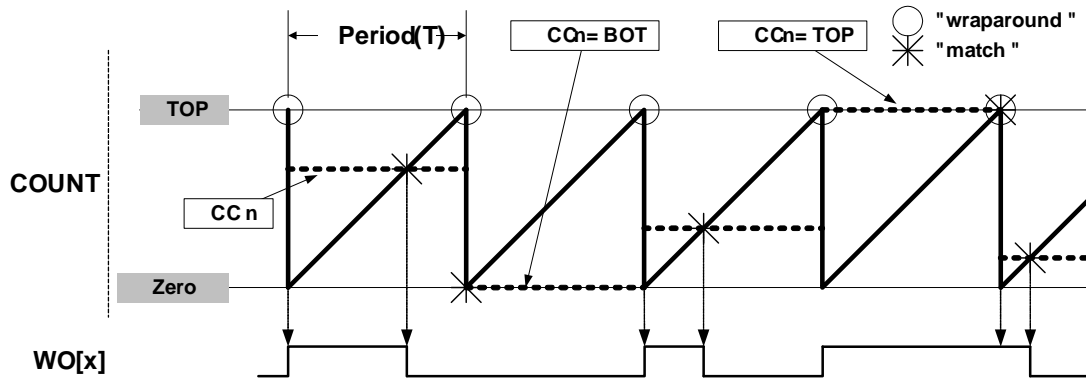 Period(T)
CCn= BOT
CCn= TOP
"wraparound "
"match "
TOP
COUNT
CC n
Zero
WO[x]